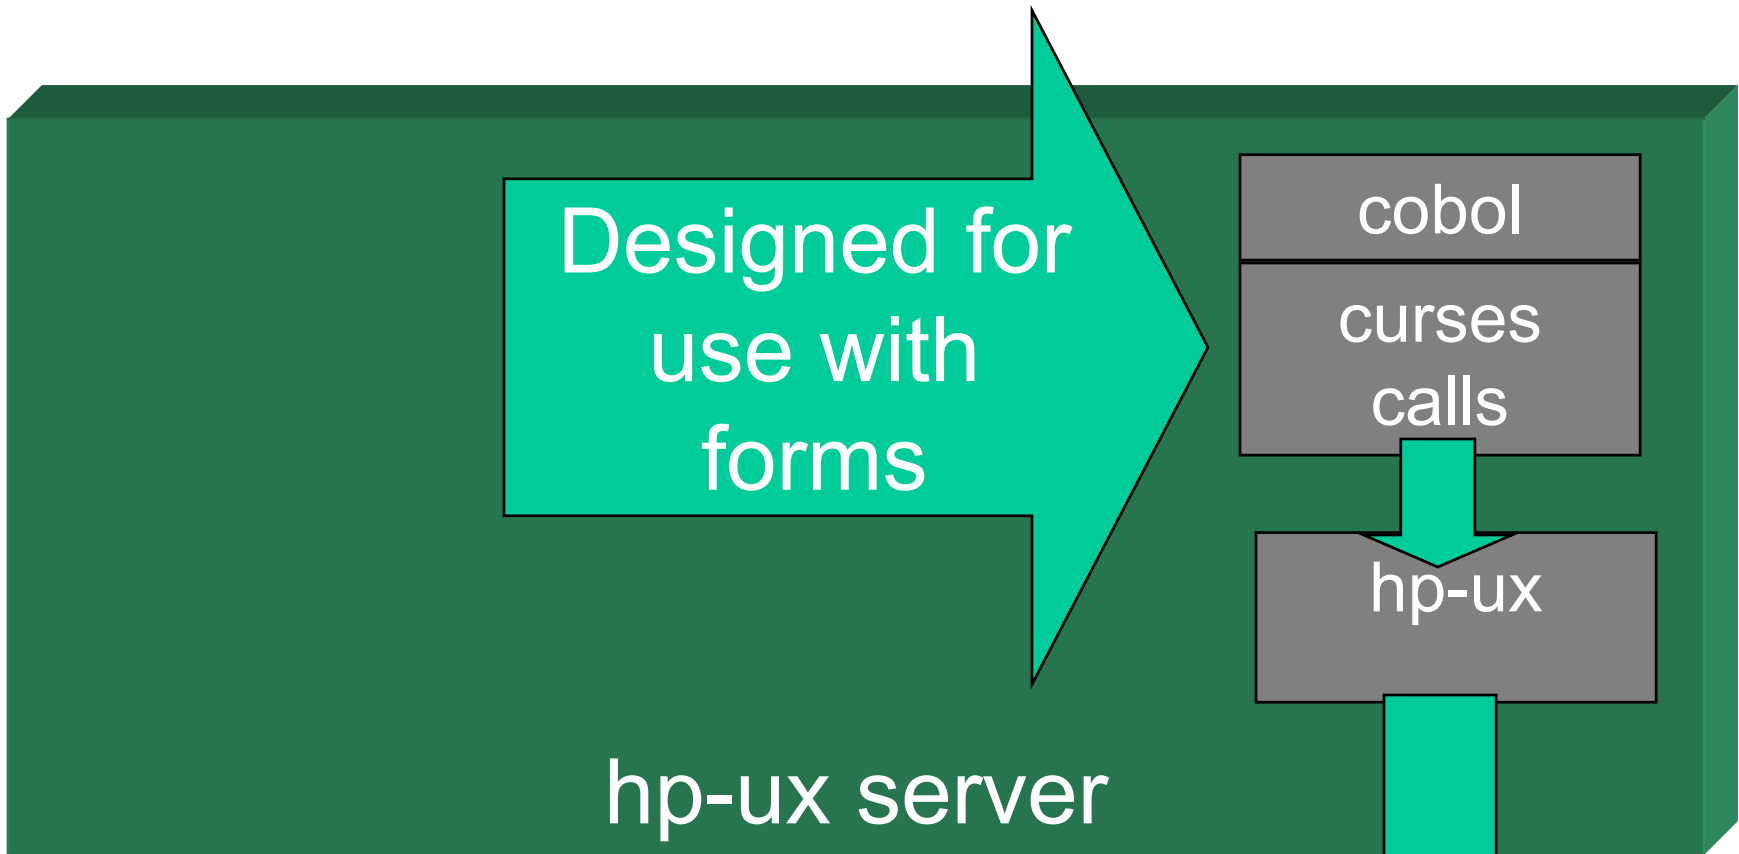 Designed for
use with
forms
cobol
curses
calls
hp-ux
hp-ux server